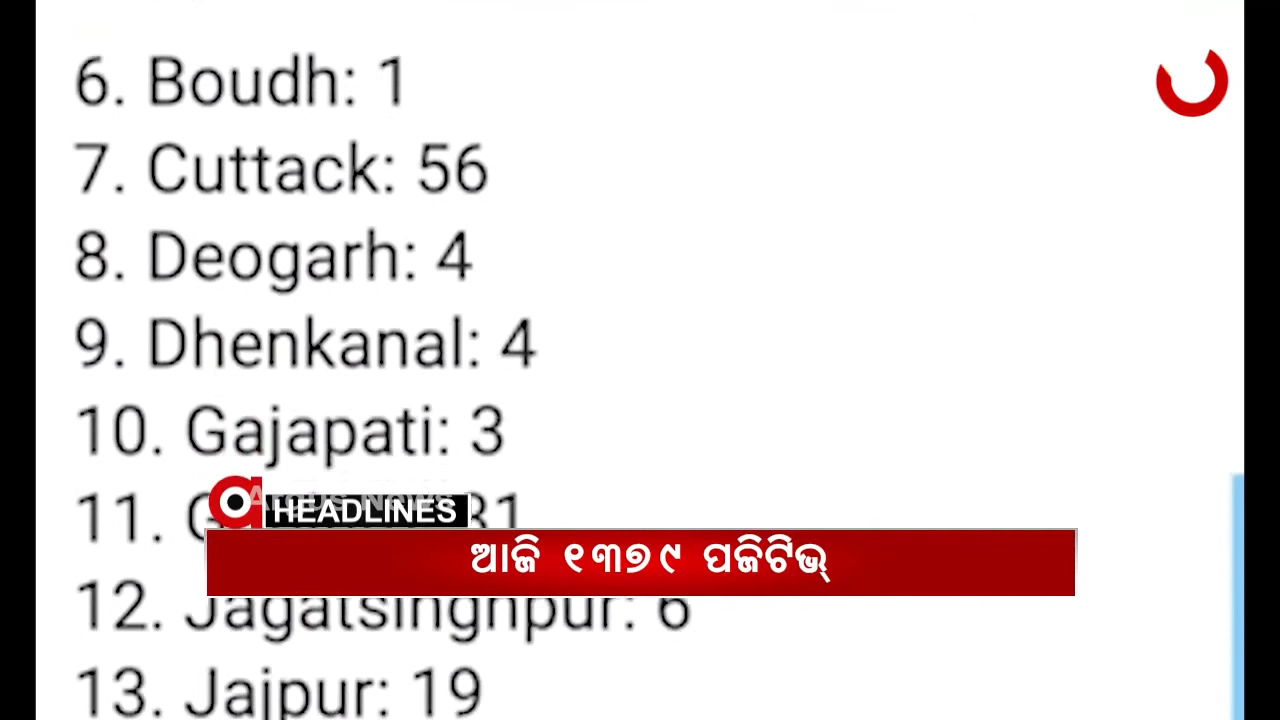 6. Boudh: 1
7. Cuttack: 56
8. Deogarh: 4
9. Dhenkanal: 4
10. Gajapati: 3
11.
HEADLINES
ଆଜି ୧୩୭୯ ପଜିଟିଭ୍
12. Jagatsinghpur: 6
13. Jajpur: 19